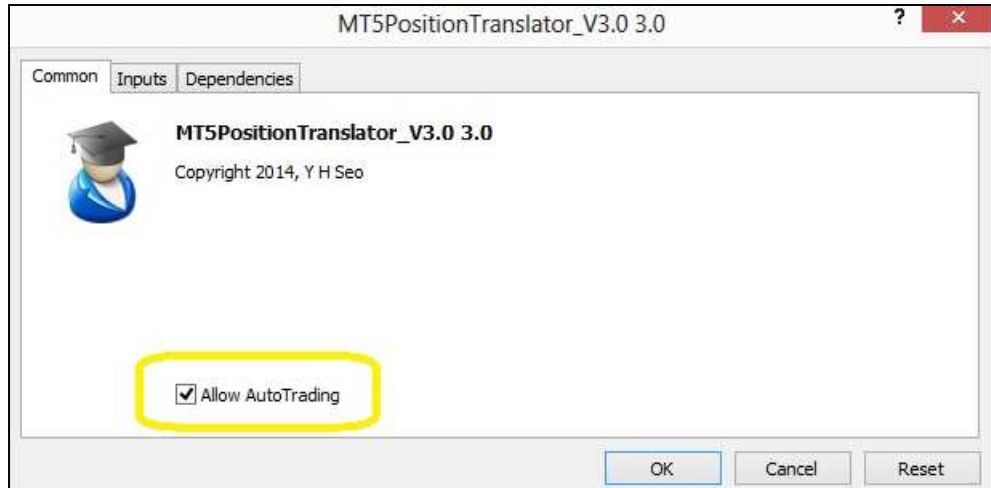 MT5PositionTranslator_V3.0 3.0
?
Common Inputs Dependencies
MT5PositionTranslator_V3.0 3.0
Copyright 2014, Y H Seo
Allow AutoTrading
OK Cancel Reset